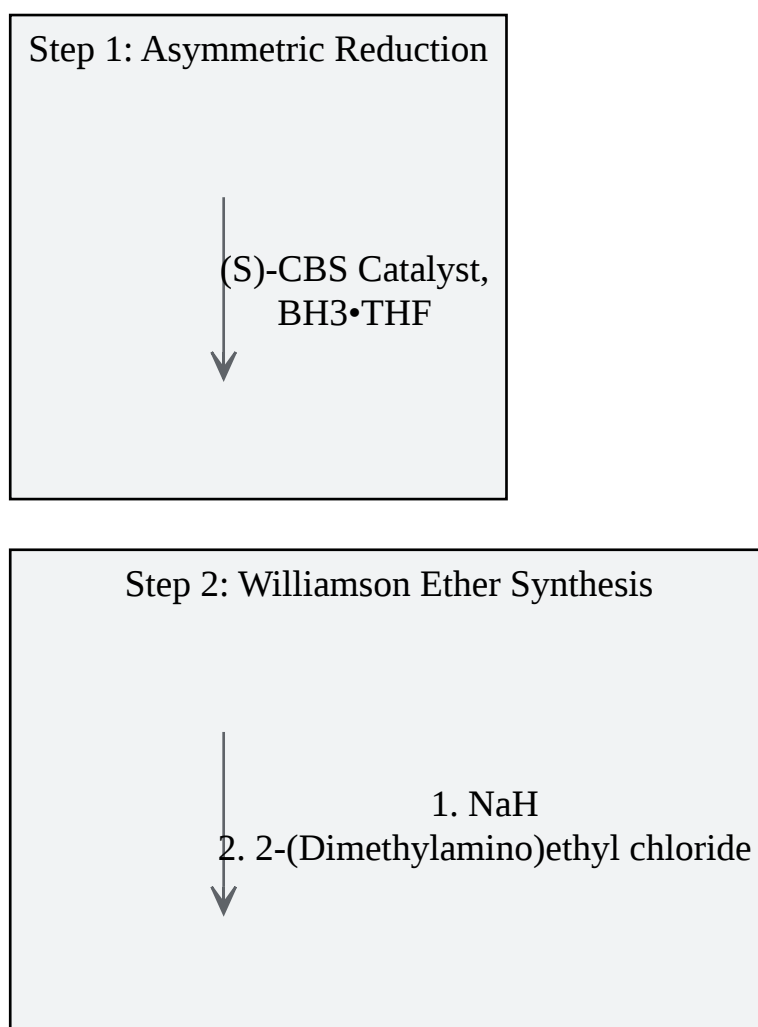 Step 1: Asymmetric Reduction
(S)-CBS Catalyst,
BH3•THF
Step 2: Williamson Ether Synthesis
1. NaH
2. 2-(Dimethylamino)ethyl chloride